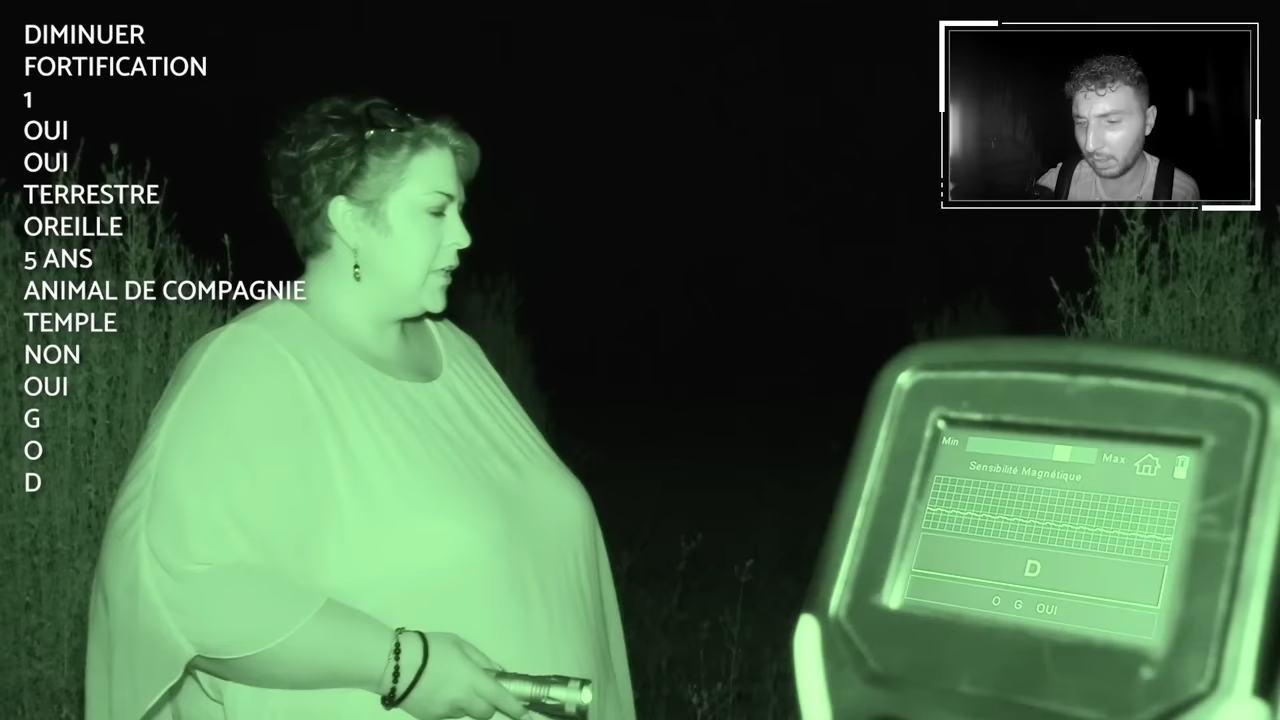 DIMINUER
FORTIFICATION
1
OUI
OUI
TERRESTRE
OREILLE
5 ANS
ANIMAL DE COMPAGNIE
TEMPLE
NON
OUI
G
O
D
Min Max
Sensibilité Magnétique
D
O G OUI